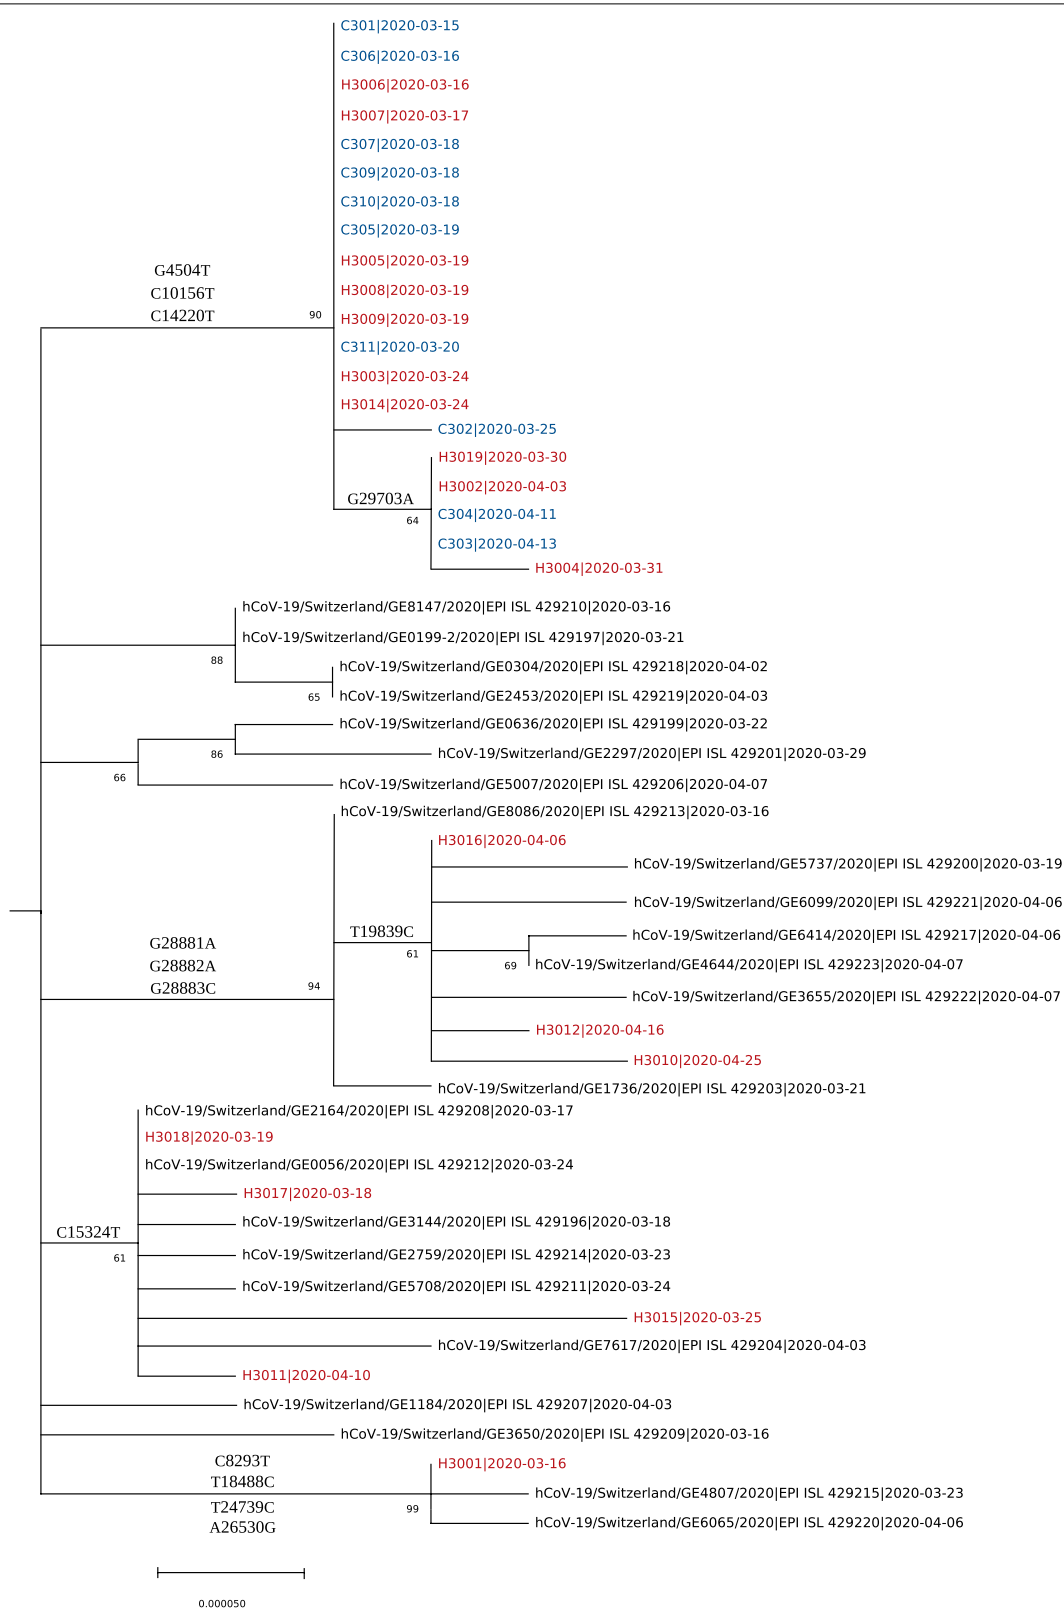 C301|2020-03-15
C306|2020-03-16
H3006|2020-03-16
H3007|2020-03-17
C307|2020-03-18
C309|2020-03-18
C310|2020-03-18
C305|2020-03-19
H3005|2020-03-19
G4504T
H3008|2020-03-19
C10156T
C14220T
90
H3009|2020-03-19
C311|2020-03-20
H3003|2020-03-24
H3014|2020-03-24
C302|2020-03-25
H3019|2020-03-30
H3002|2020-04-03
G29703A
64
C304|2020-04-11
C303|2020-04-13
H3004|2020-03-31
hCoV-19/Switzerland/GE8147/2020|EPI ISL 429210|2020-03-16
hCoV-19/Switzerland/GE0199-2/2020|EPI ISL 429197|2020-03-21
88
hCoV-19/Switzerland/GE0304/2020|EPI ISL 429218|2020-04-02
65
hCoV-19/Switzerland/GE2453/2020|EPI ISL 429219|2020-04-03
hCoV-19/Switzerland/GE0636/2020|EPI ISL 429199|2020-03-22
86
hCoV-19/Switzerland/GE2297/2020|EPI ISL 429201|2020-03-29
66
hCoV-19/Switzerland/GE5007/2020|EPI ISL 429206|2020-04-07
hCoV-19/Switzerland/GE8086/2020|EPI ISL 429213|2020-03-16
H3016|2020-04-06
hCoV-19/Switzerland/GE5737/2020|EPI ISL 429200|2020-03-19
hCoV-19/Switzerland/GE6099/2020|EPI ISL 429221|2020-04-06
T19839C
61
hCoV-19/Switzerland/GE6414/2020|EPI ISL 429217|2020-04-06
69
hCoV-19/Switzerland/GE4644/2020|EPI ISL 429223|2020-04-07
G28881A
G28882A
G28883C
94
hCoV-19/Switzerland/GE3655/2020|EPI ISL 429222|2020-04-07
H3012|2020-04-16
H3010|2020-04-25
hCoV-19/Switzerland/GE1736/2020|EPI ISL 429203|2020-03-21
hCoV-19/Switzerland/GE2164/2020|EPI ISL 429208|2020-03-17
H3018|2020-03-19
hCoV-19/Switzerland/GE0056/2020|EPI ISL 429212|2020-03-24
H3017|2020-03-18
hCoV-19/Switzerland/GE3144/2020|EPI ISL 429196|2020-03-18
C15324T
61
hCoV-19/Switzerland/GE2759/2020|EPI ISL 429214|2020-03-23
hCoV-19/Switzerland/GE5708/2020|EPI ISL 429211|2020-03-24
H3015|2020-03-25
hCoV-19/Switzerland/GE7617/2020|EPI ISL 429204|2020-04-03
H3011|2020-04-10
hCoV-19/Switzerland/GE1184/2020|EPI ISL 429207|2020-04-03
hCoV-19/Switzerland/GE3650/2020|EPI ISL 429209|2020-03-16
C8293T
H3001|2020-03-16
T18488C
hCoV-19/Switzerland/GE4807/2020|EPI ISL 429215|2020-03-23
T24739C
99
A26530G
hCoV-19/Switzerland/GE6065/2020|EPI ISL 429220|2020-04-06
0.000050